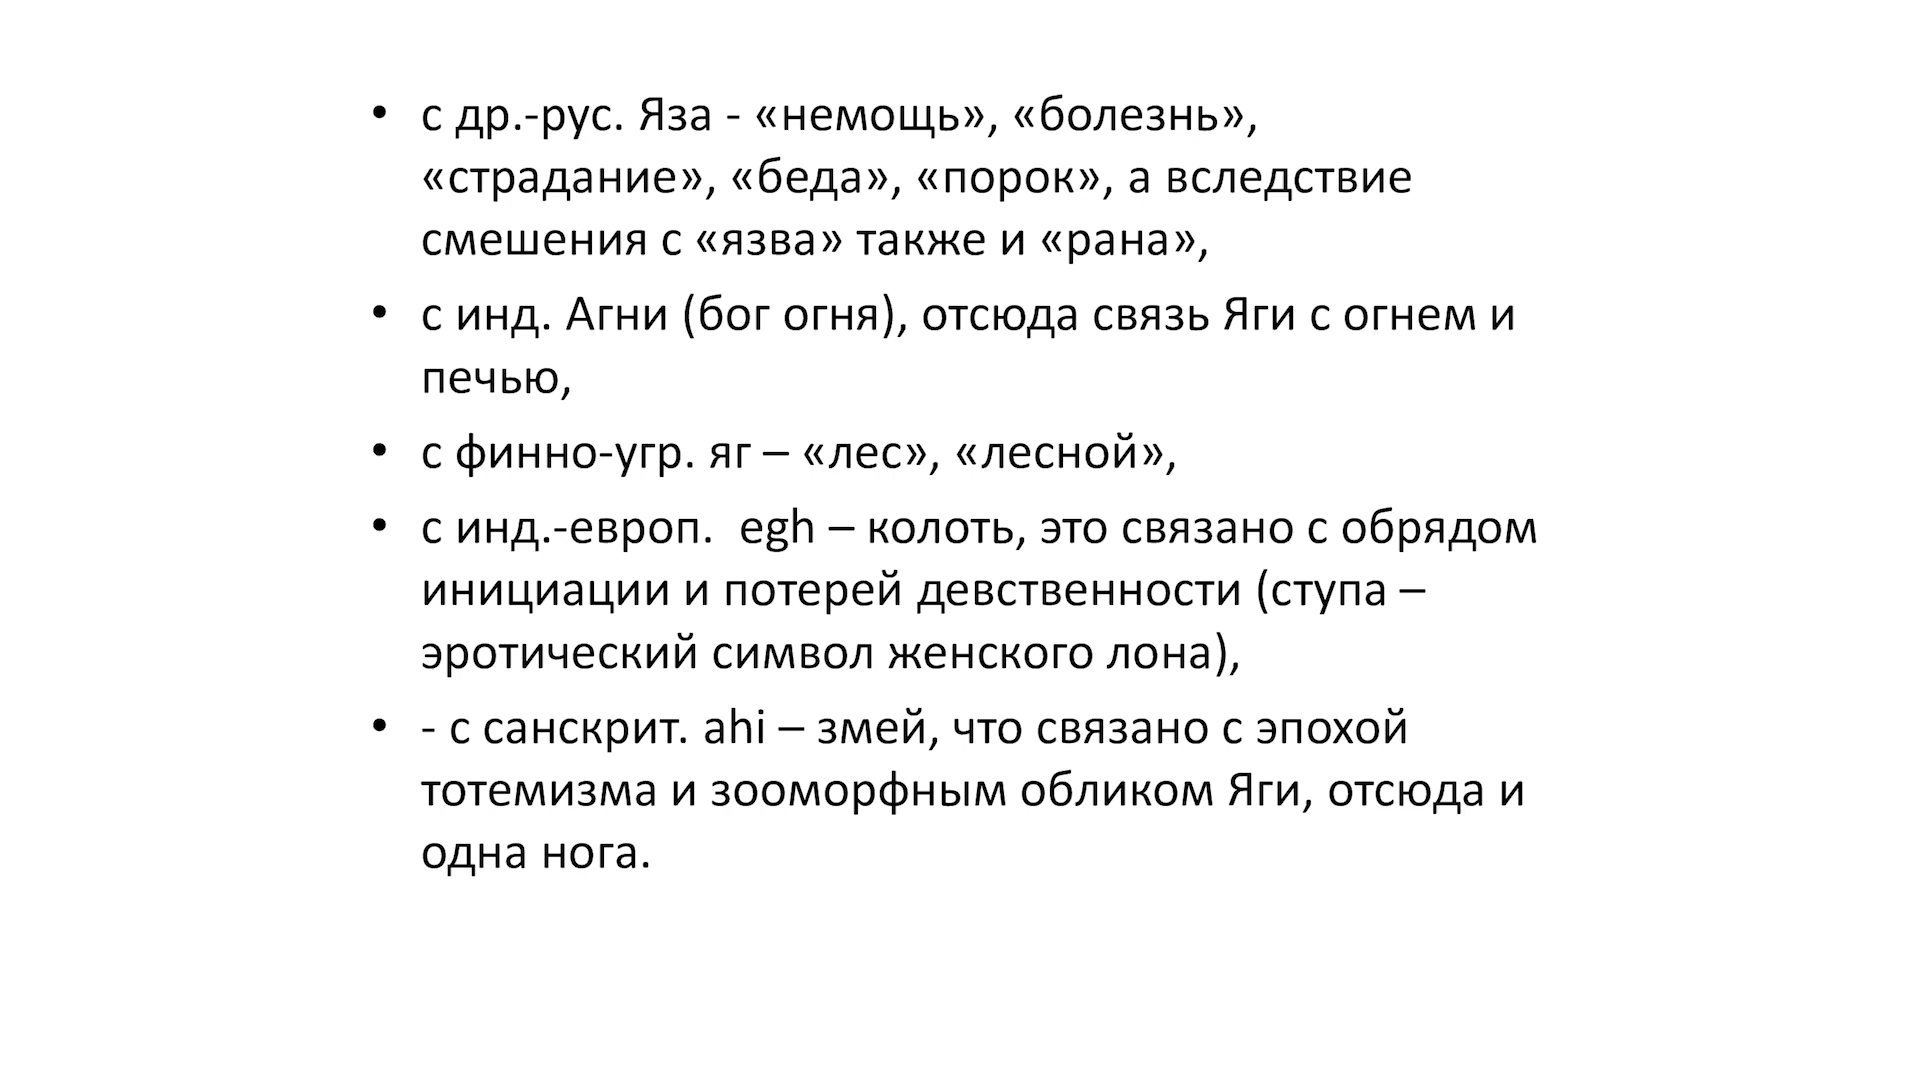 • с др.-рус. Яза - «немощь», «болезнь»,
«страдание», «беда», «порок», а вследствие
смешения с «язва» также и «рана»,
• с инд. Агни (бог огня), отсюда связь Яги с огнем и
печью,
• с финно-угр. яг – «лес», «лесной»,
• с инд.-европ.  egh – колоть, это связано с обрядом
инициации и потерей девственности (ступа –
эротический символ женского лона),
• - с санскрит. ahi – змей, что связано с эпохой
тотемизма и зооморфным обликом Яги, отсюда и
одна нога.